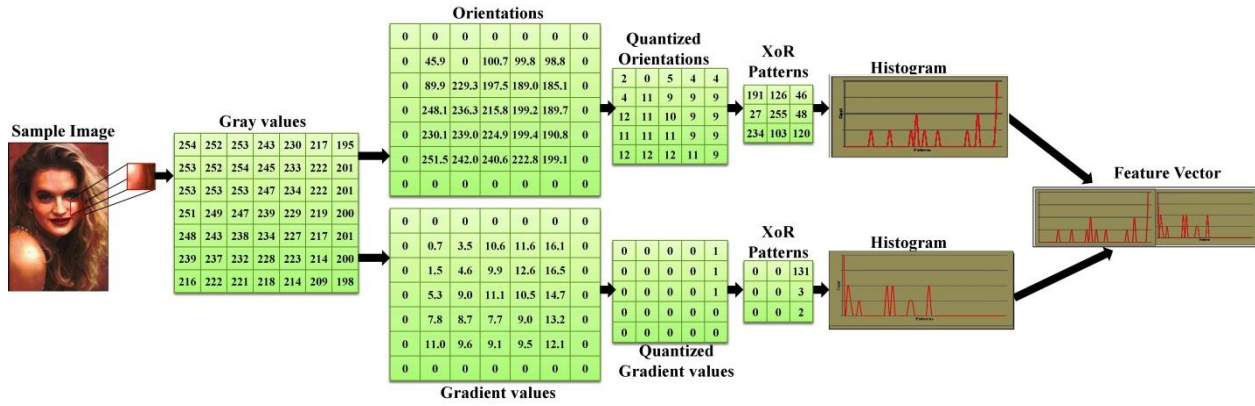 Sample Image
Gray values
254 252 253 243 230 217 195
253 252 254 245 233 222 201
253 253 253 247 234 222 201
251 249 247 239 229 219 200
248 243 238 234 227 217 201
239 237 232 228 223 214 200
216 222 221 218 214 209 198
Orientations
0 0 0 0 0 0 0
0 45.9 0 100.7 99.8 98.8 0
0 89.9 229.3 197.5 189.0 185.1 0
0 248.1 236.3 215.8 199.2 189.7 0
0 230.1 239.0 224.9 199.4 190.8 0
0 251.5 242.0 240.6 222.8 199.1 0
0 0 0 0 0 0 0
0 0 0 0 0 0 0
0 0.7 3.5 10.6 11.6 16.1 0
0 1.5 4.6 9.9 12.6 16.5 0
0 5.3 9.0 11.1 10.5 14.7 0
0 7.8 8.7 7.7 9.0 13.2 0
0 11.0 9.6 9.1 9.5 12.1 0
0 0 0 0 0 0 0
Gradient values
Quantized
Orientations
2 0 5 4 4
4 11 9 9 9
12 11 10 9 9
11 11 11 9 9
12 12 12 11 9
0 0 0 0 1
0 0 0 0 1
0 0 0 0 1
0 0 0 0 0
0 0 0 0 0
Quantized
Gradient values
XoR
Patterns
191 126 46
27 255 48
234 103 120
XoR
Patterns
0 0 131
0 0 3
0 0 2
Histogram
Count
Patterns
Histogram
Count
Patterns
Feature Vector